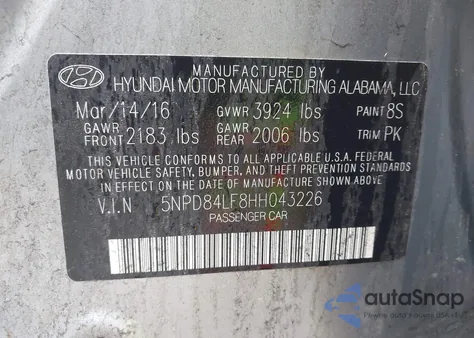 MANUFACTURED BY
HYUNDAI MOTOR MANUFACTURING ALABAMA, LLC
Mar/14/16 GVWR 3924 lbs PAINT 8S
GAWR FRONT 2183 lbs GAWR REAR 2006 lbs TRIM PK
THIS VEHICLE CONFORMS TO ALL APPLICABLE U.S.A. FEDERAL
MOTOR VEHICLE SAFETY, BUMPER, AND THEFT PREVENTION
STANDARDS IN EFFECT ON THE DATE OF MANUFACTURE SHOWN ABOVE.
V.I.N 5NPD84LF8HH043226
PASSENGER CAR
autaSnap